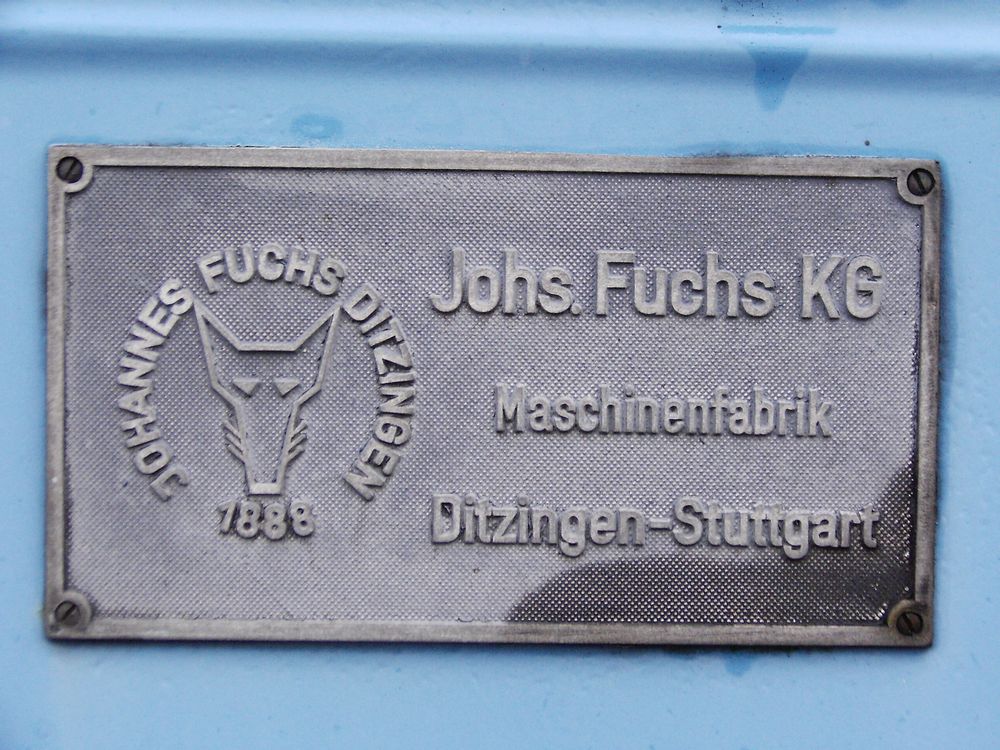 JOHANNES FUCHS DITZINGEN
1888
Johs. Fuchs KG
Maschinenfabrik
Ditzingen-Stuttgart